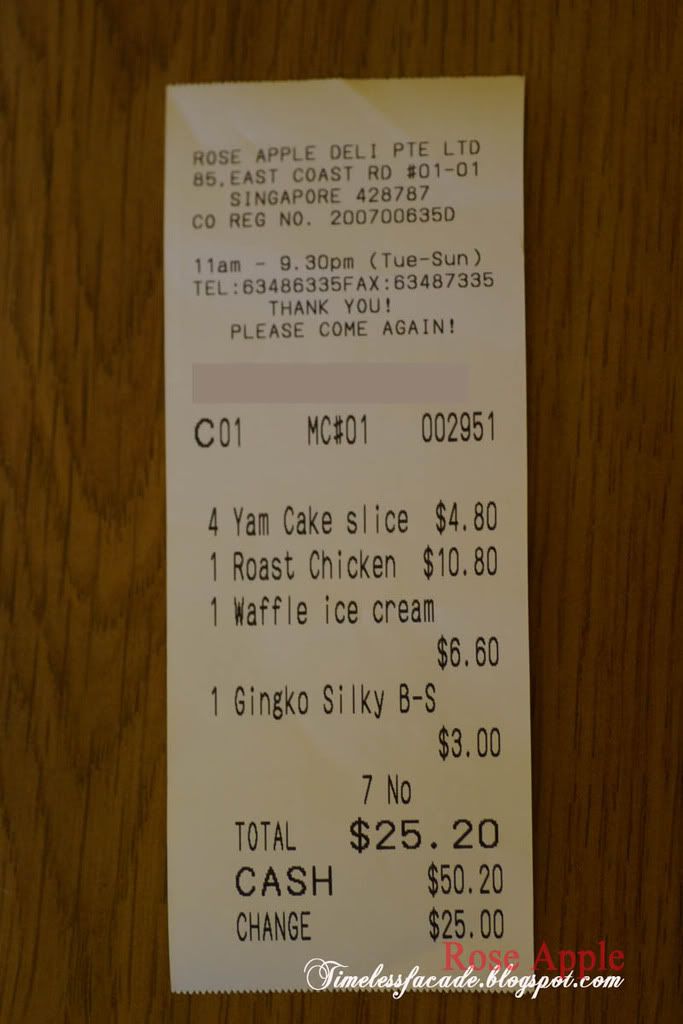 ROSE APPLE DELI PTE LTD
85,EAST COAST RD #01-01
SINGAPORE 428787
CO REG NO. 200700635D
11am - 9.30pm (Tue-Sun)
TEL:63486335FAX:63487335
THANK YOU!
PLEASE COME AGAIN!
C01 MC#01 002951
4 Yam Cake slice $4.80
1 Roast Chicken $10.80
1 Waffle ice cream
$6.60
1 Gingko Silky B-S
$3.00
7 No
TOTAL $25.20
CASH $50.20
CHANGE $25.00
Rose Apple
Timelessfacade.blogspot.com